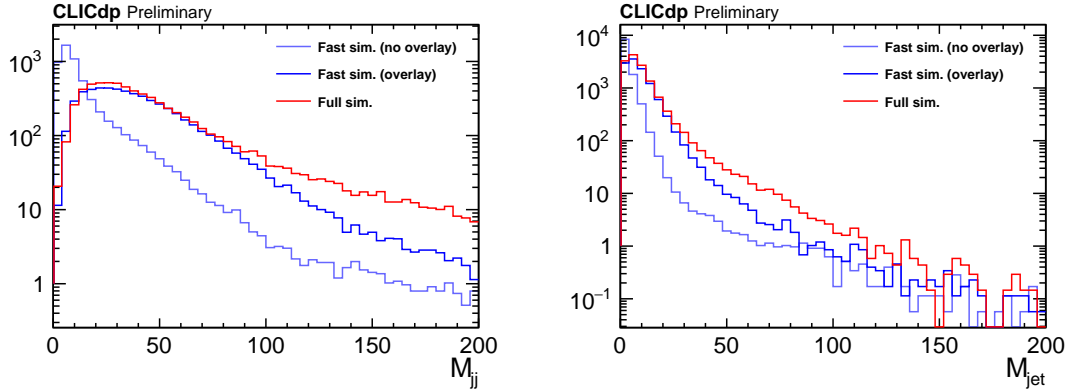 CLICdp Preliminary
Fast sim. (no overlay)
Fast sim. (overlay)
Full sim.
10³
10²
10
1
0 50 100 150 200
M_jj
CLICdp Preliminary
Fast sim. (no overlay)
Fast sim. (overlay)
Full sim.
10⁴
10³
10²
10
1
10⁻¹
0 50 100 150 200
M_jet